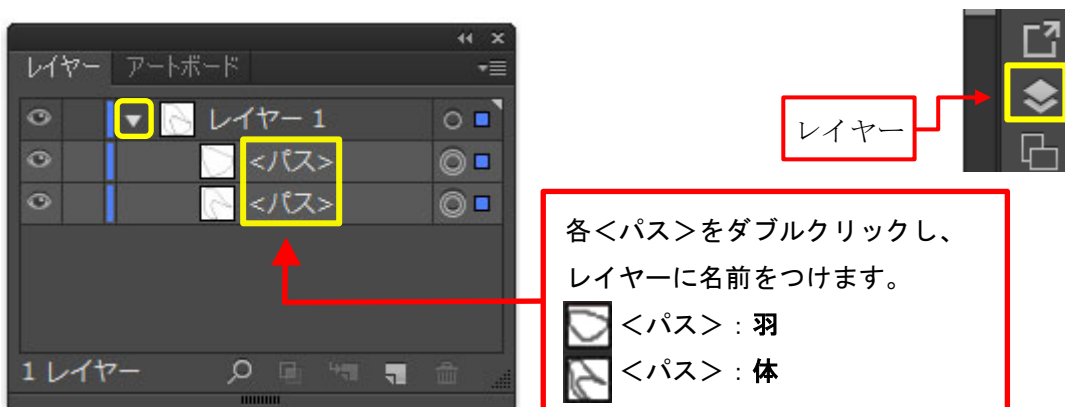 レイヤー アートボード
レイヤー 1
<パス>
<パス>
1 レイヤー
レイヤー
各＜パス＞をダブルクリックし、
レイヤーに名前をつけます。
＜パス＞：羽
＜パス＞：体